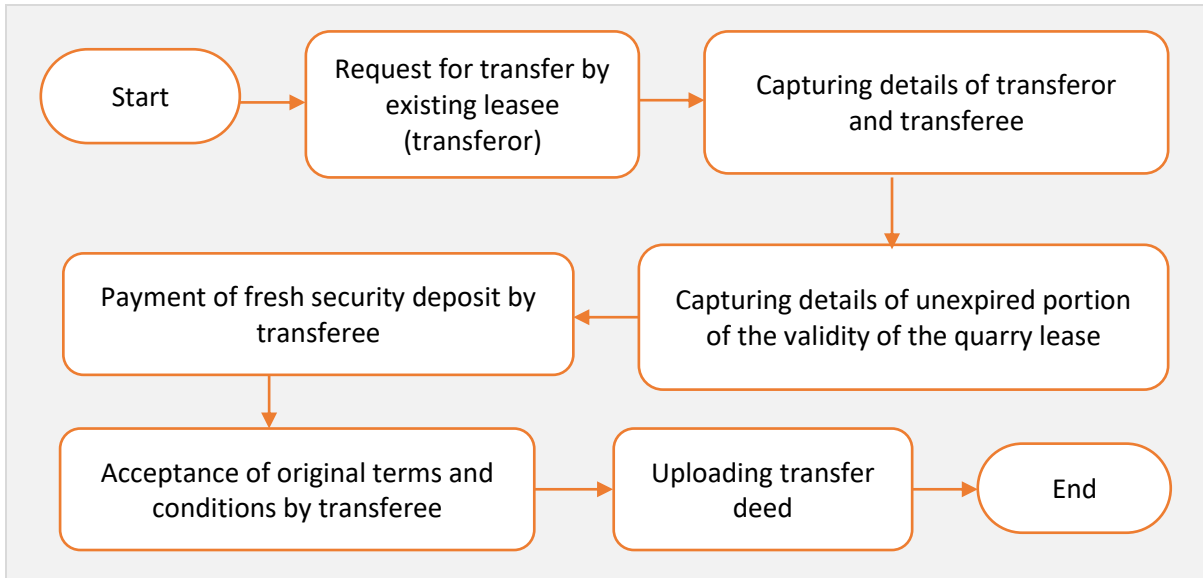 Start
Request for transfer by
existing leasee
(transferor)
Capturing details of transferor
and transferee
Capturing details of unexpired portion
of the validity of the quarry lease
Payment of fresh security deposit by
transferee
Acceptance of original terms and
conditions by transferee
Uploading transfer
deed
End